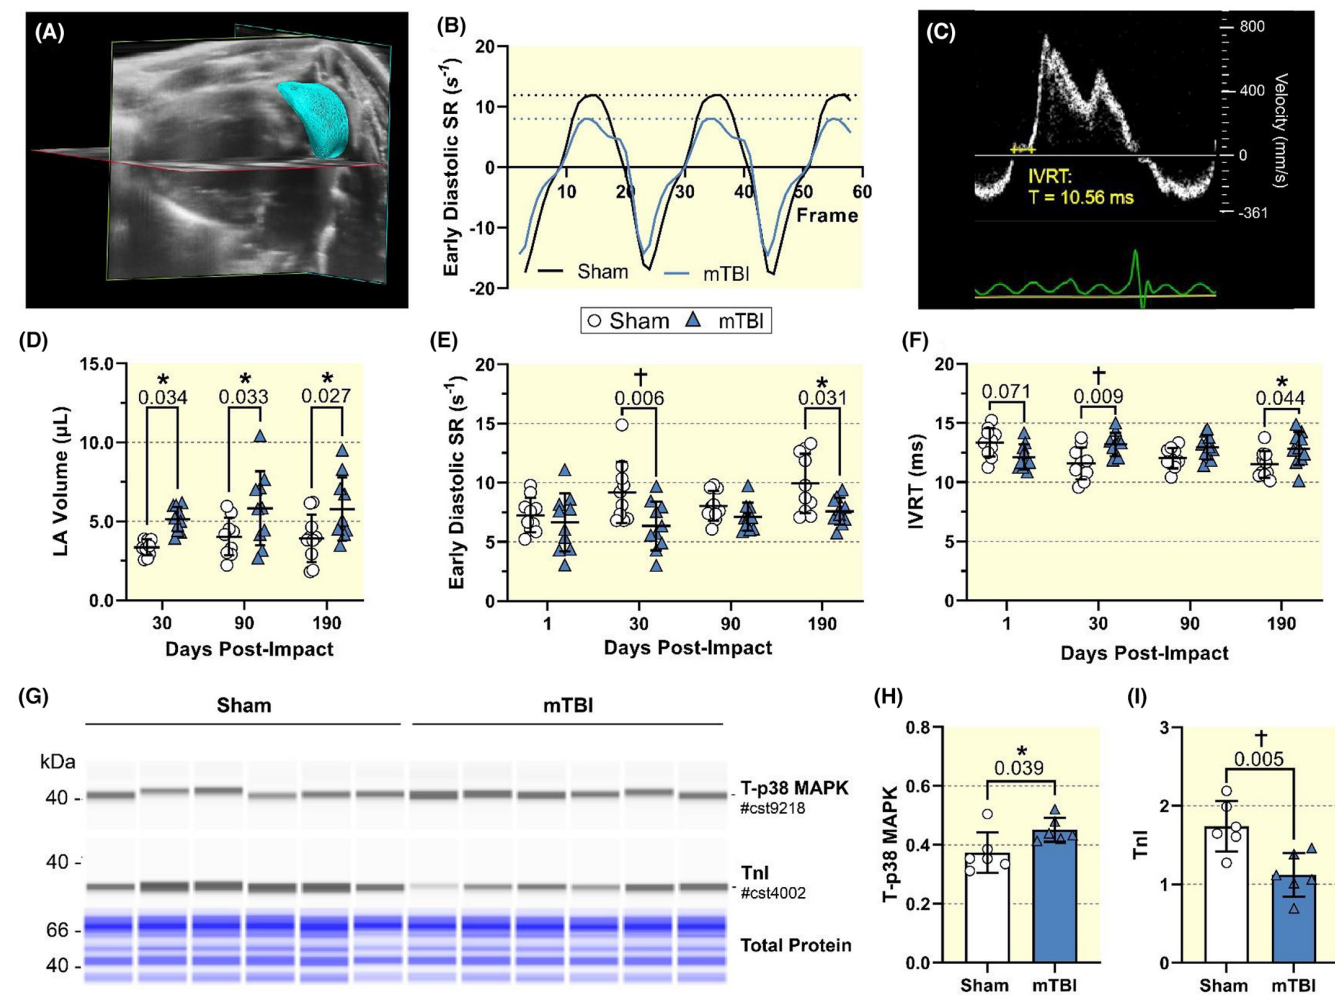 (A)
(B)
Early Diastolic SR (s-1)
20
10
0
-10
-20
10
20
30
40
50
60
Frame
Sham
mTBI
(C)
IVRT:
T = 10.56 ms
800
400
0
-361
Velocity (mm/s)
Sham mTBI
(D)
LA Volume (μL)
15.0
10.0
5.0
0.0
* * *
0.034 0.033 0.027
30 90 190
Days Post-Impact
(E)
Early Diastolic SR (s-1)
20
15
10
5
0
† *
0.006 0.031
1 30 90 190
Days Post-Impact
(F)
IVRT (ms)
20
15
10
5
0
† *
0.071 0.009 0.044
1 30 90 190
Days Post-Impact
(G)
Sham mTBI
kDa
40 -
T-p38 MAPK
#cst9218
40 -
TnI
#cst4002
66 -
40 -
Total Protein
(H)
T-p38 MAPK
0.8
0.6
0.4
0.2
0.0
*
0.039
Sham mTBI
(I)
TnI
3
2
1
0
†
0.005
Sham mTBI